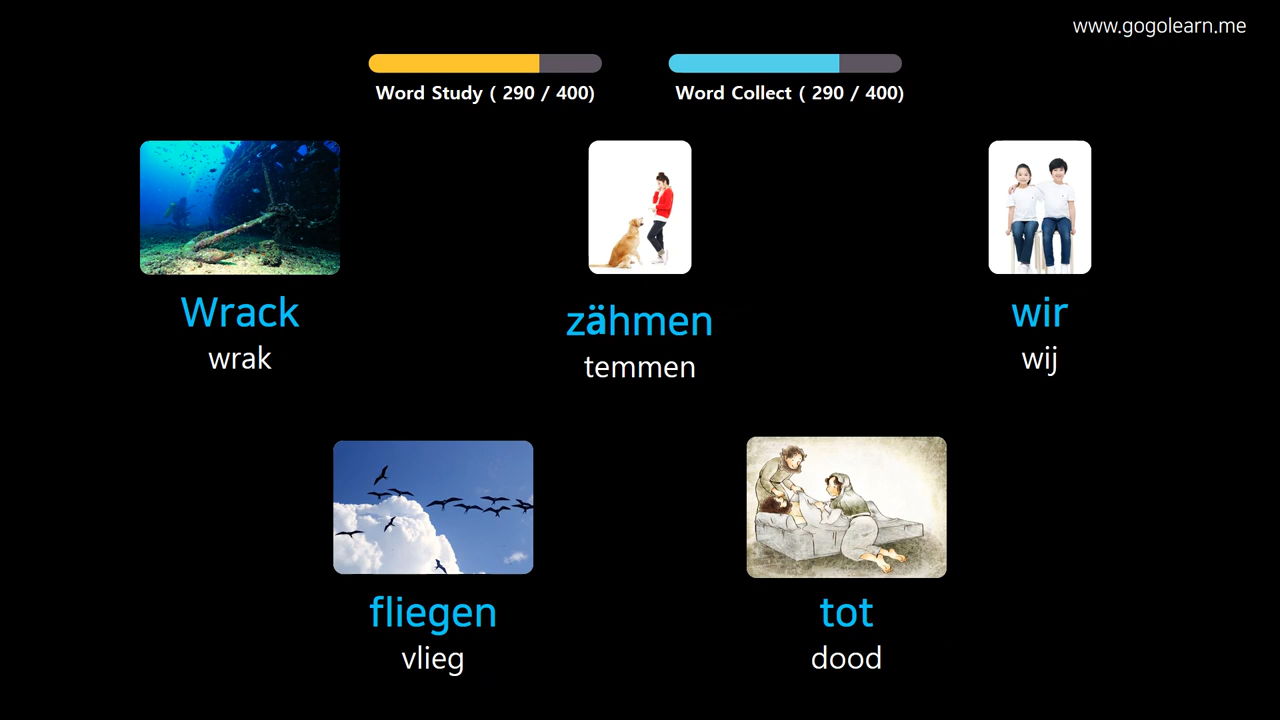 www.gogolearn.me
Word Study ( 290 / 400)
Word Collect ( 290 / 400)
Wrack
wrak
zähmen
temmen
wir
wij
fliegen
vlieg
tot
dood